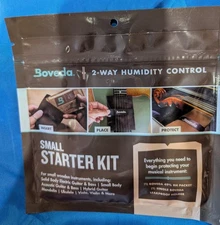 Boveda 2-WAY HUMIDITY CONTROL
PLACE
PROTECT
SMALL
STARTER KIT
For small wooden instruments, including:
Solid Body Electric Guitar & Bass | Small Body
Acoustic Guitar & Bass | Hybrid Guitar
Mandolin | Ukulele | Violin, Viola & More
Everything you need to
begin protecting your
musical instrument.